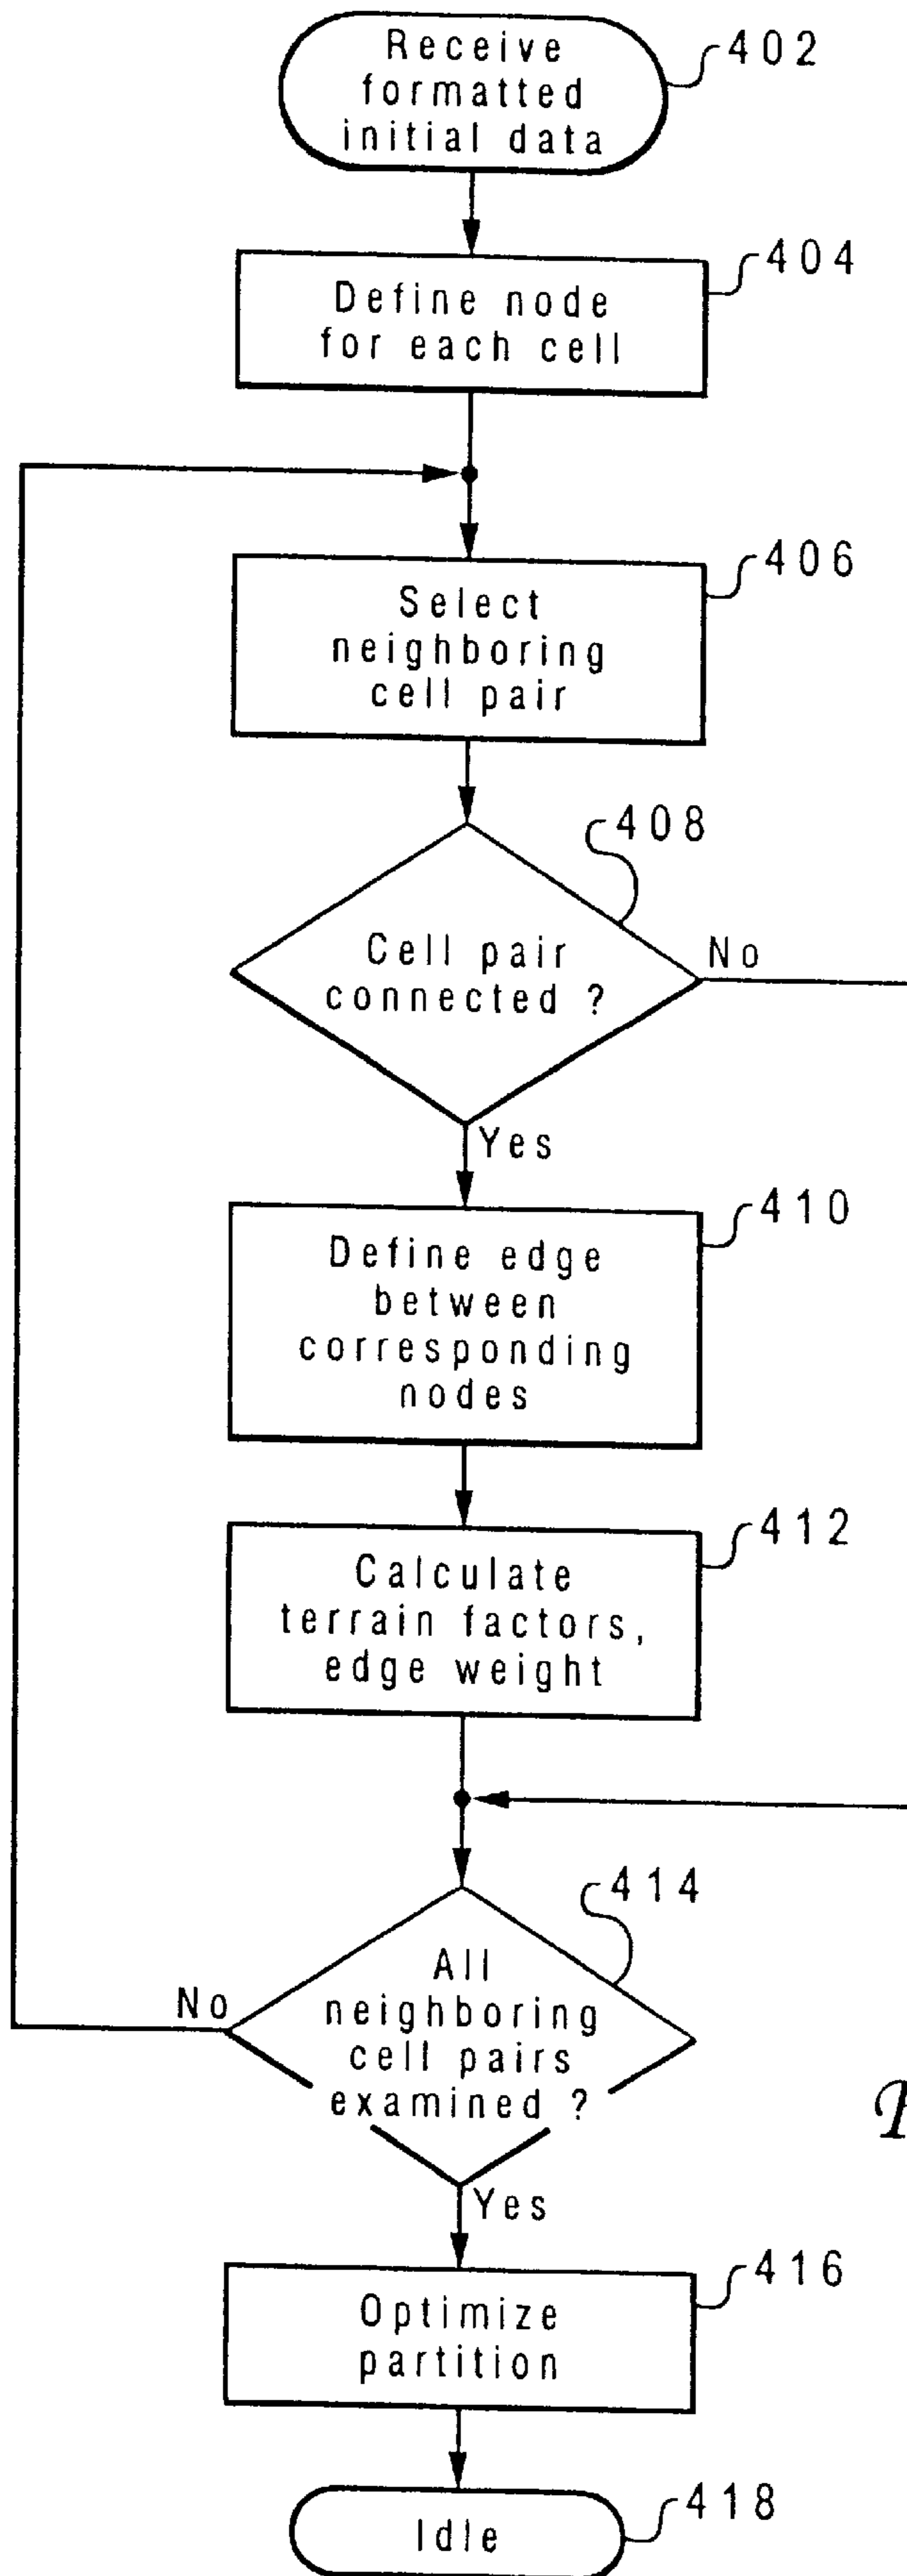 Receive
formatted
initial data
402
Define node
for each cell
404
Select
neighboring
cell pair
406
408
Cell pair
connected ?
No
Yes
Define edge
between
corresponding
nodes
410
Calculate
terrain factors,
edge weight
412
414
All
neighboring
cell pairs
examined ?
No
Yes
Optimize
partition
416
Idle
418